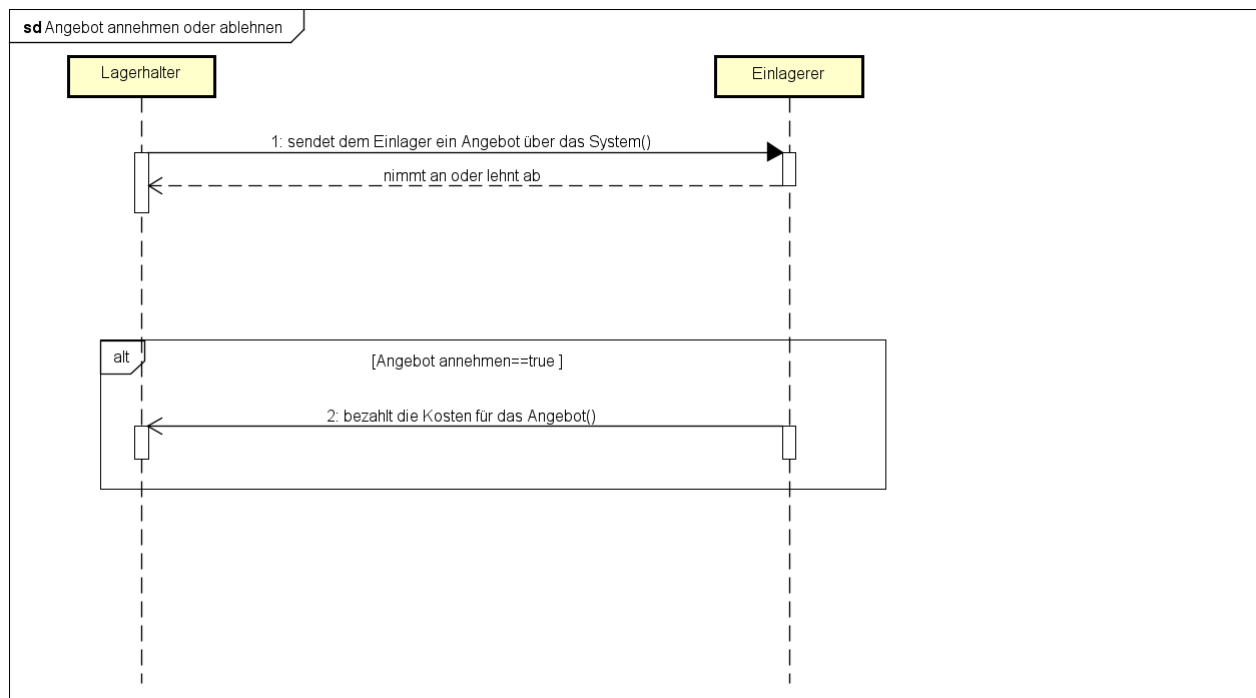 sd Angebot annehmen oder ablehnen
Lagerhalter
Einlagerer
1: sendet dem Einlager ein Angebot über das System()
nimmt an oder lehnt ab
alt
[Angebot annehmen==true ]
2: bezahlt die Kosten für das Angebot()